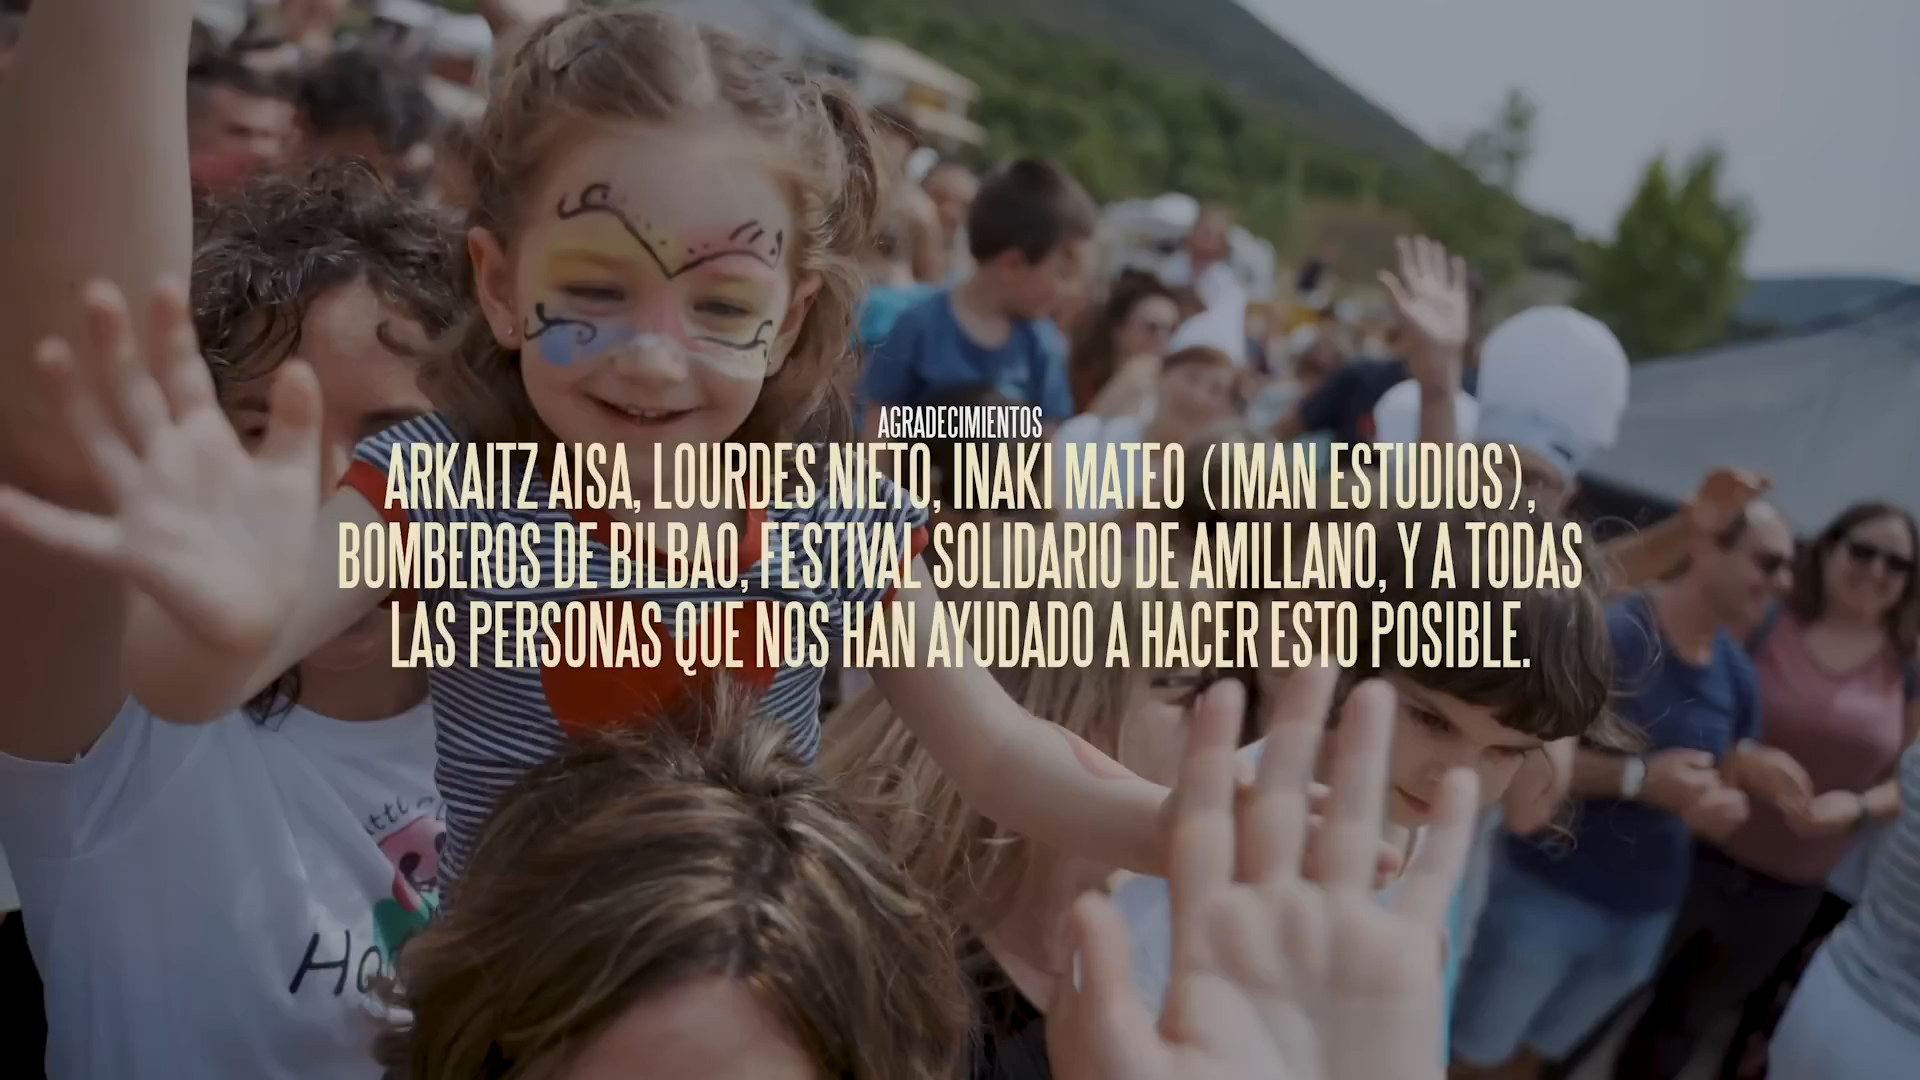 AGRADECIMIENTOS
ARKAITZ AISA, LOURDES NIETO, INAKI MATEO (IMAN ESTUDIOS),
BOMBEROS DE BILBAO, FESTIVAL SOLIDARIO DE AMILLANO, Y A TODAS
LAS PERSONAS QUE NOS HAN AYUDADO A HACER ESTO POSIBLE.